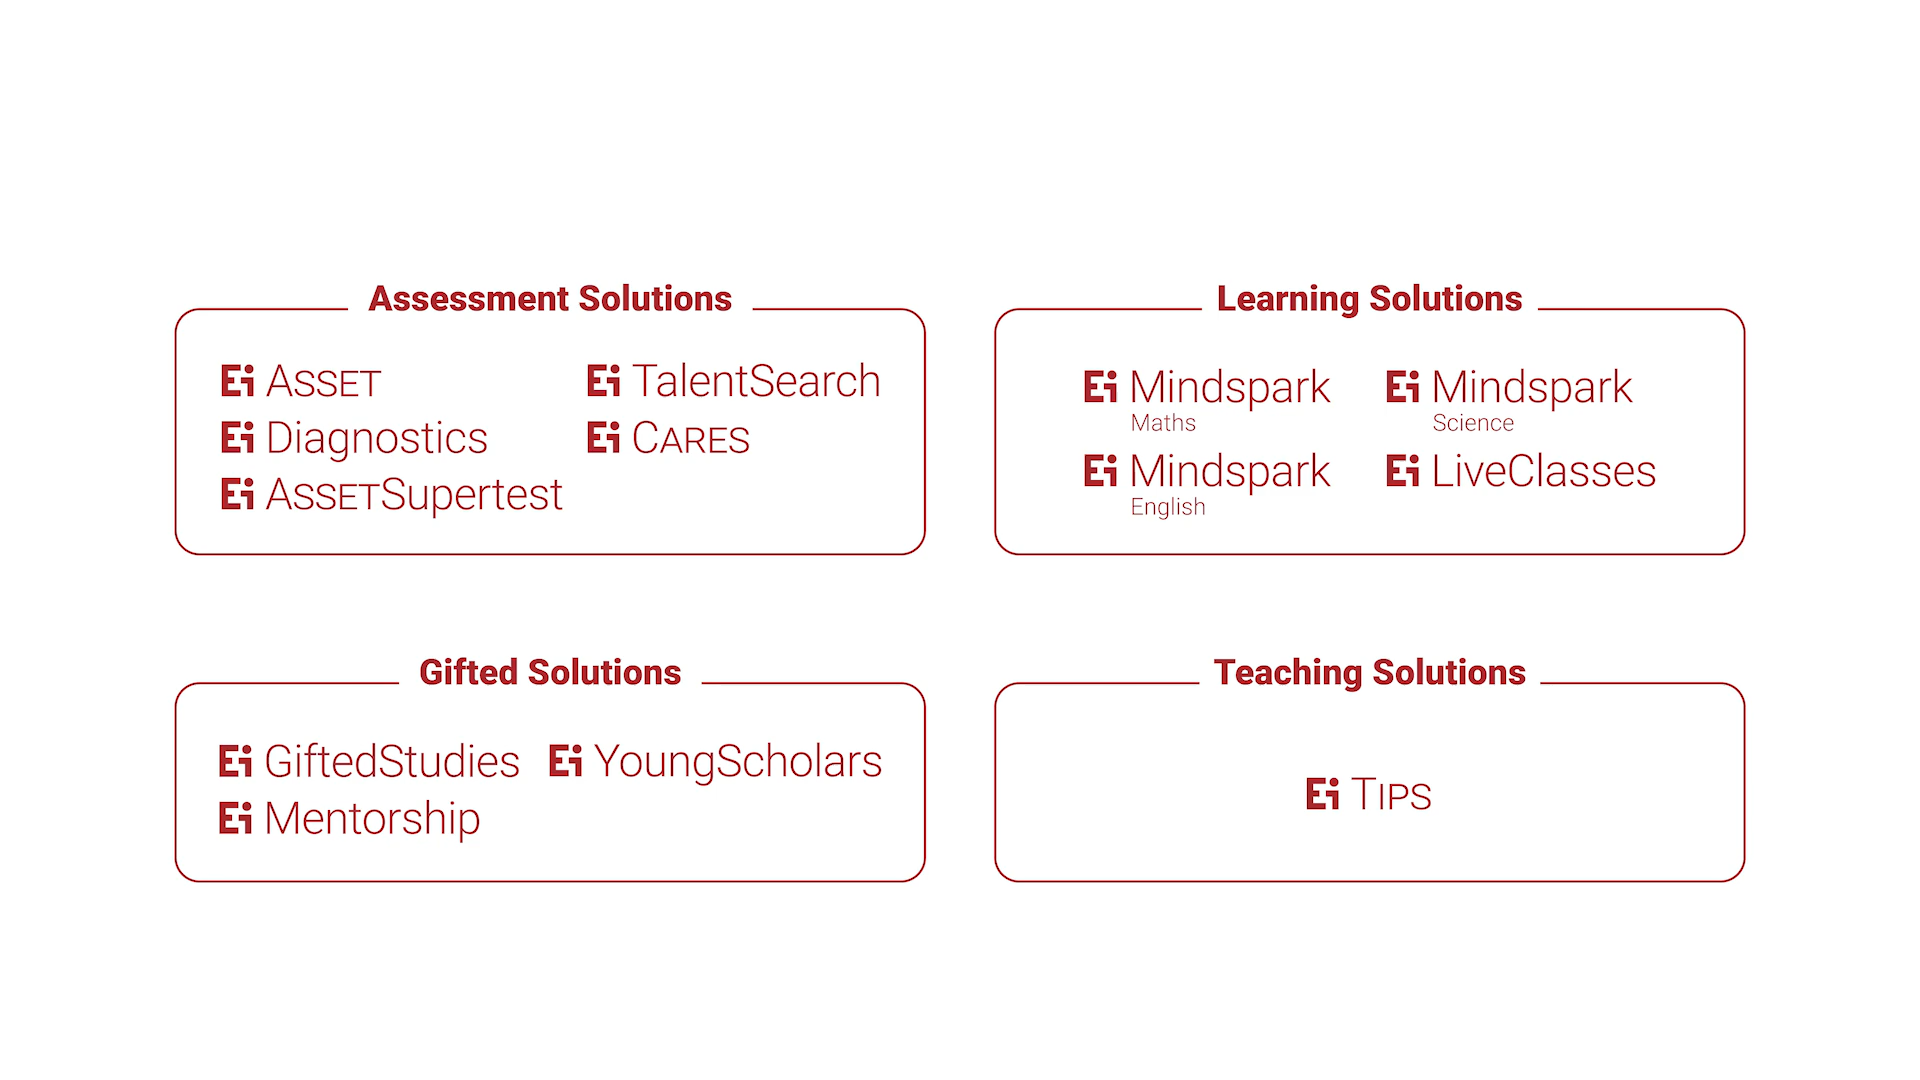 Assessment Solutions
Ei ASSET
Ei Diagnostics
Ei ASSETSupertest
Ei TalentSearch
Ei CARES
Learning Solutions
Ei Mindspark
Maths
Ei Mindspark
Science
Ei Mindspark
English
Ei LiveClasses
Gifted Solutions
Ei GiftedStudies
Ei YoungScholars
Ei Mentorship
Teaching Solutions
Ei TIPS